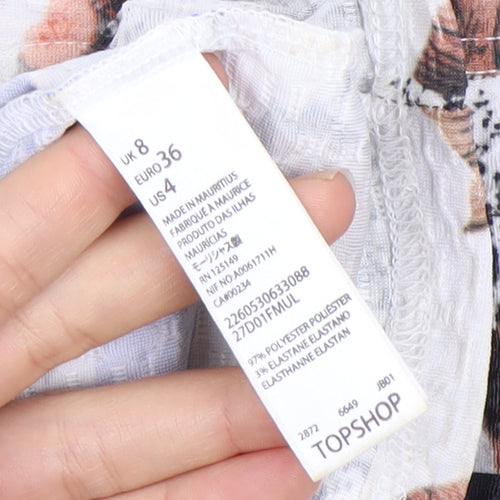 UK 8
EURO 36
US 4
MADE IN MAURITIUS
FABRIQUÉ À MAURICE
PRODUTO DAS ILHAS
MAURÍCIAS
モーリシャス製
RN 125149
NIF NO:A0061711H
CA#00234
2260530633088
27D01FMUL
97% POLYESTER POLIÉSTER
3% ELASTANE ELASTANO
ELASTHANNE ELASTAN
2872 6649 JB01
TOPSHOP